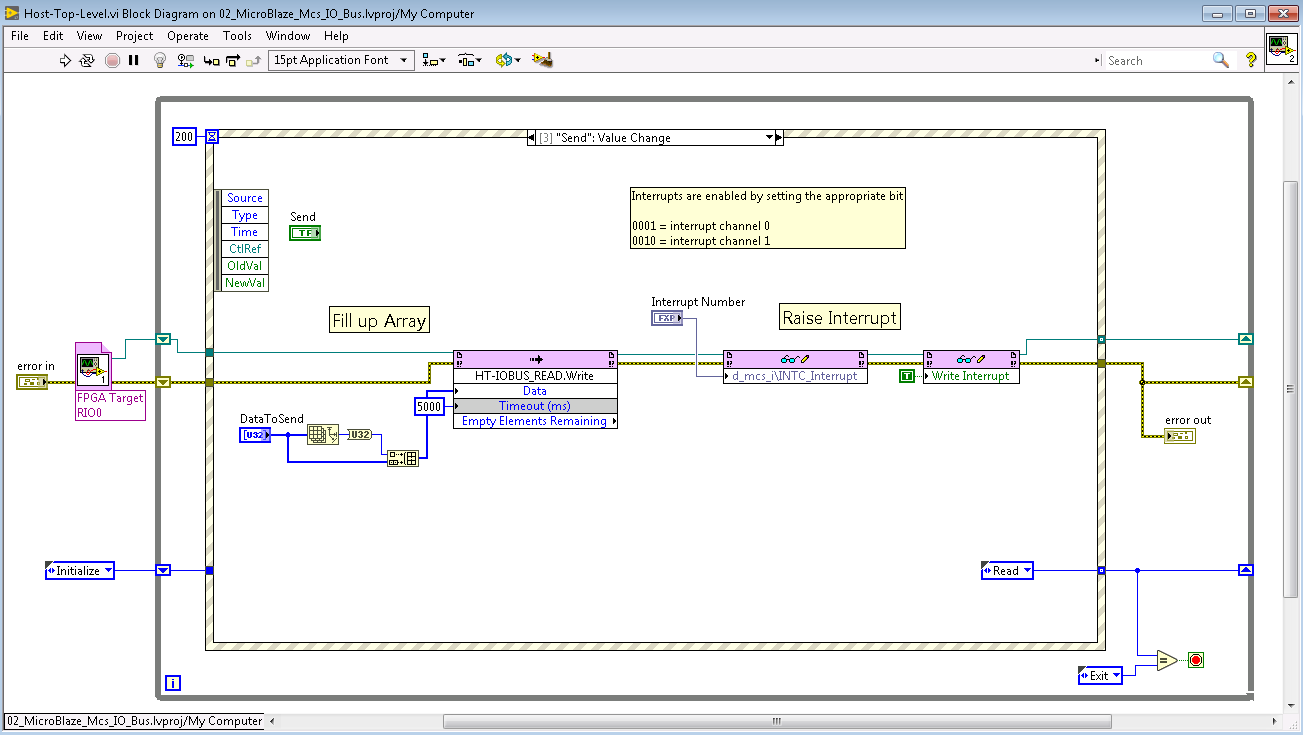 Host-Top-Level.vi Block Diagram on 02_MicroBlaze_Mcs_IO_Bus.lvproj/My Computer
File Edit View Project Operate Tools Window Help
15pt Application Font
Search
2
200
[3] "Send": Value Change
Source
Type
Time
CtlRef
OldVal
NewVal
Send
TF
Interrupts are enabled by setting the appropriate bit
0001 = interrupt channel 0
0010 = interrupt channel 1
Fill up Array
Interrupt Number
FXP
Raise Interrupt
error in
1
FPGA Target
RIO0
HT-IOBUS_READ.Write
Data
Timeout (ms)
Empty Elements Remaining
5000
d_mcs_i\INTC_Interrupt
T
Write Interrupt
DataToSend
[U32]
U32
error out
Initialize
Read
Exit
i
02_MicroBlaze_Mcs_IO_Bus.lvproj/My Computer